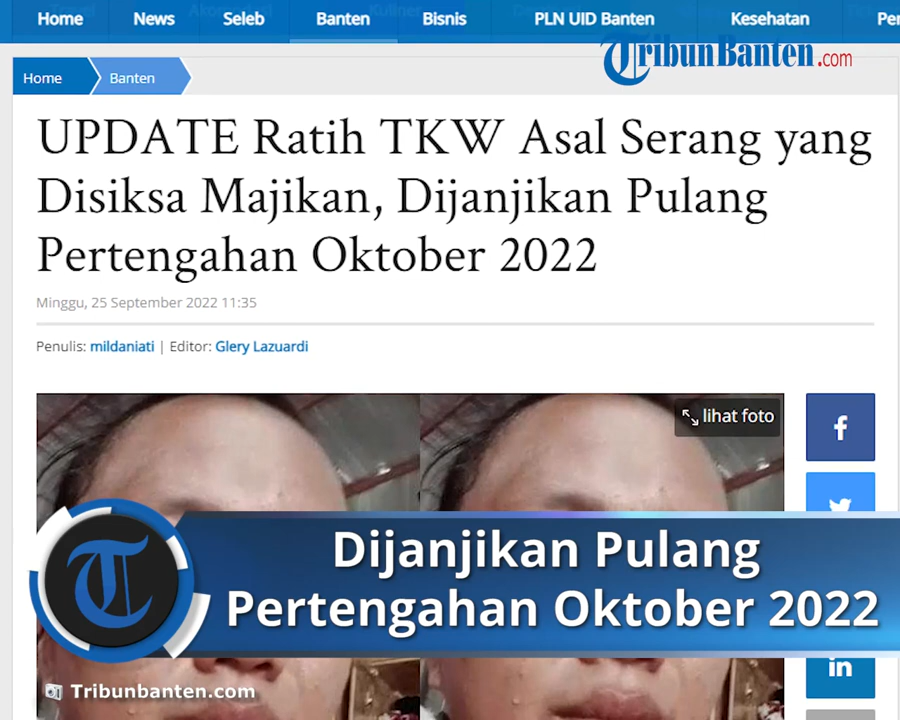 Home News Seleb Banten Bisnis PLN UID Banten Kesehatan Per
TribunBanten.com
Home Banten
UPDATE Ratih TKW Asal Serang yang
Disiksa Majikan, Dijanjikan Pulang
Pertengahan Oktober 2022
Minggu, 25 September 2022 11:35
Penulis: mildaniati | Editor: Glery Lazuardi
lihat foto
f
T
Dijanjikan Pulang
Pertengahan Oktober 2022
in
Tribunbanten.com